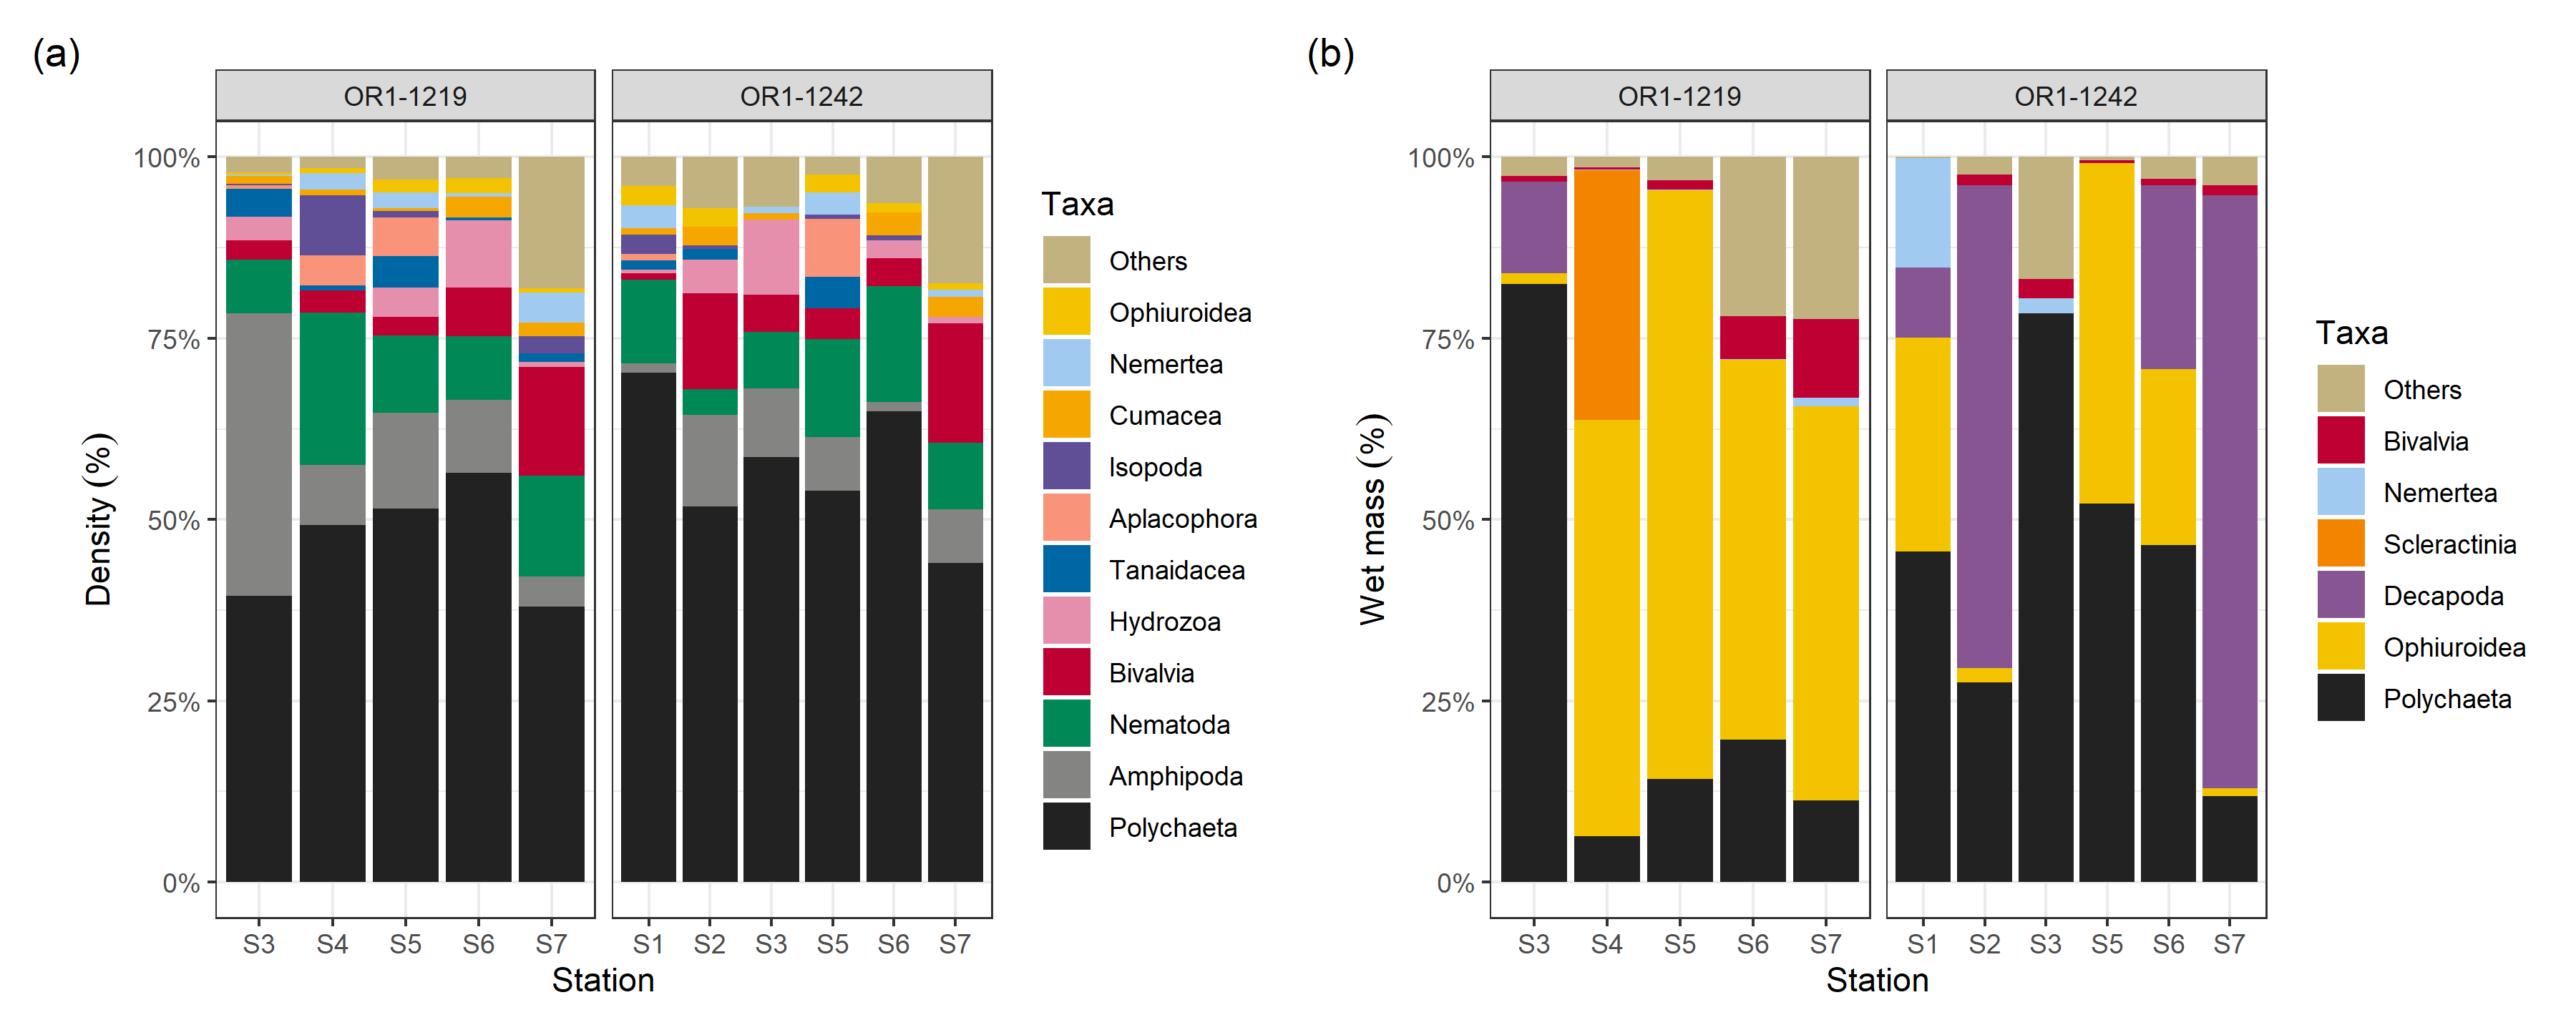 (a)
OR1-1219
OR1-1242
Density (%)
100%
75%
50%
25%
0%
S3 S4 S5 S6 S7
S1 S2 S3 S5 S6 S7
Station
Taxa
Others
Ophiuroidea
Nemertea
Cumacea
Isopoda
Aplacophora
Tanaidacea
Hydrozoa
Bivalvia
Nematoda
Amphipoda
Polychaeta
(b)
OR1-1219
OR1-1242
Wet mass (%)
100%
75%
50%
25%
0%
S3 S4 S5 S6 S7
S1 S2 S3 S5 S6 S7
Station
Taxa
Others
Bivalvia
Nemertea
Scleractinia
Decapoda
Ophiuroidea
Polychaeta